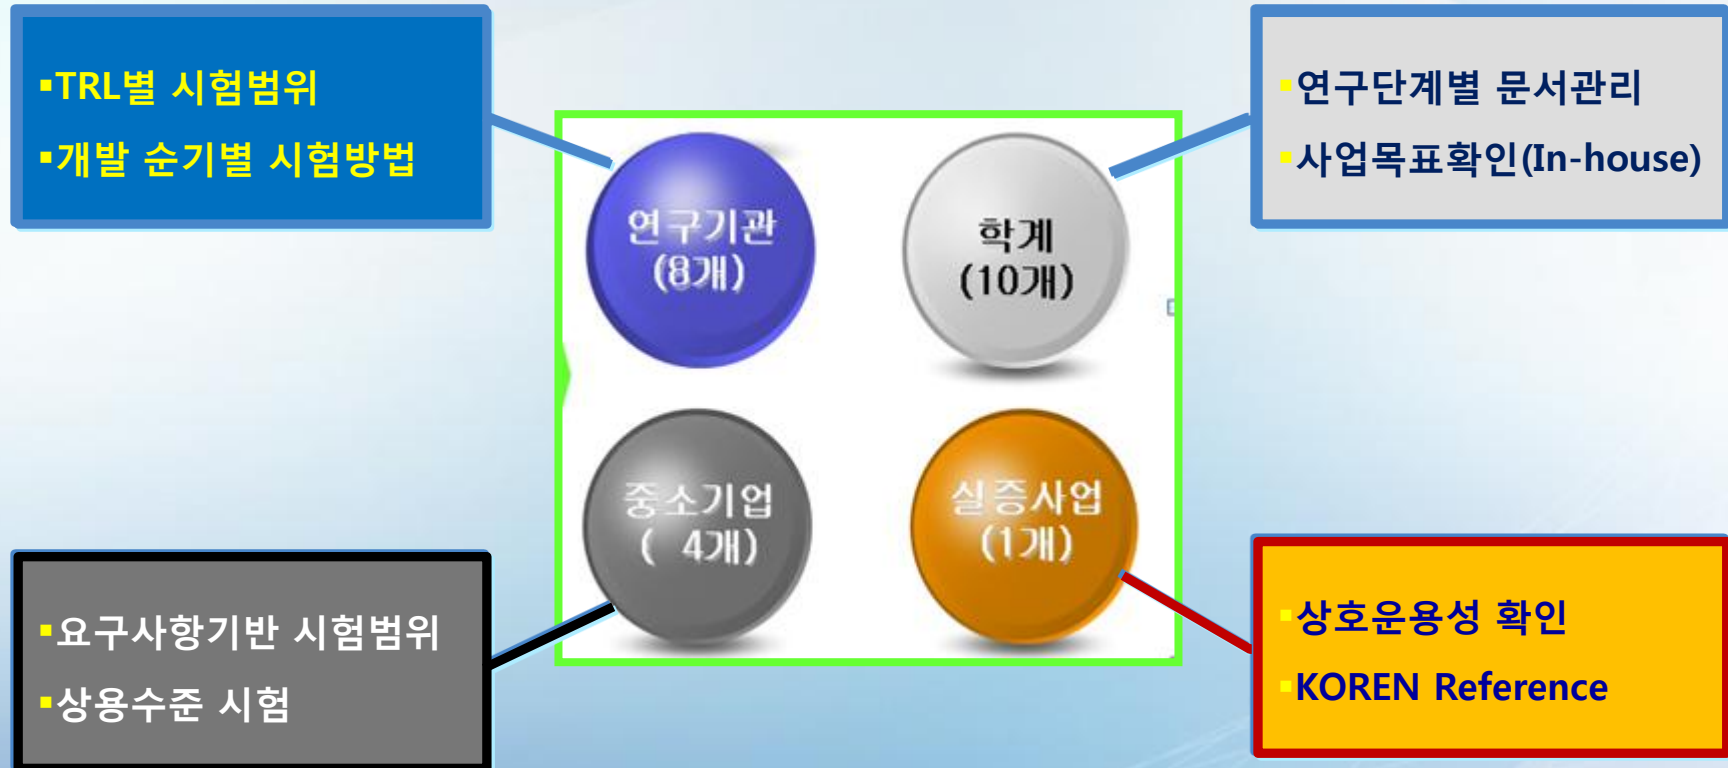 ▪TRL별 시험범위
▪개발 순기별 시험방법
▪연구단계별 문서관리
▪사업목표확인(In-house)
연구기관
(8개)
학계
(10개)
중소기업
( 4개)
실증사업
(1개)
▪요구사항기반 시험범위
▪상용수준 시험
▪상호운용성 확인
▪KOREN Reference